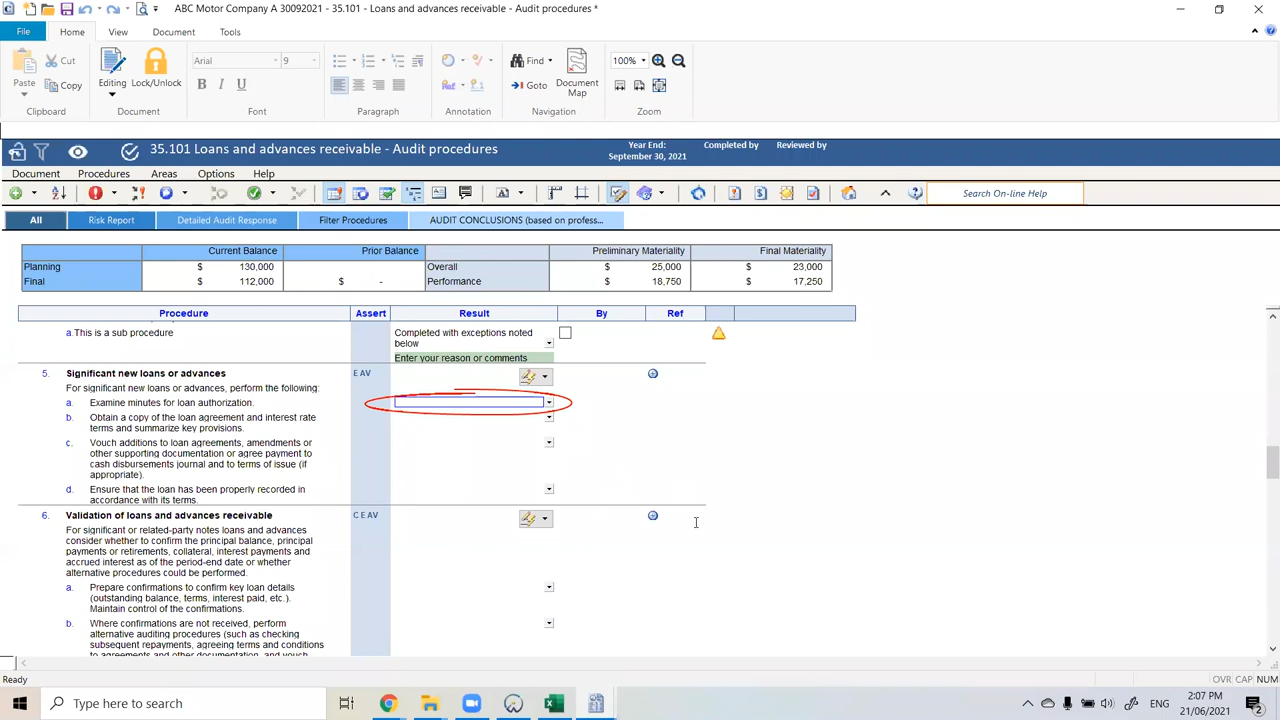 ABC Motor Company A 30092021 - 35.101 - Loans and advances receivable - Audit procedures *
File Home View Document Tools
Paste Cut Copy Clipboard
Editing Lock/Unlock Document
Arial 9 B I U Font
Paragraph
Ref Annotation
Find Goto Document Map Navigation
100% Zoom
35.101 Loans and advances receivable - Audit procedures
Year End: September 30, 2021 Completed by Reviewed by
Document Procedures Areas Options Help
A Search On-line Help
All Risk Report Detailed Audit Response Filter Procedures AUDIT CONCLUSIONS (based on profess...
Current Balance Prior Balance Preliminary Materiality Final Materiality
Planning $ 130,000 Overall $ 25,000 $ 23,000
Final $ 112,000 $ - Performance $ 18,750 $ 17,250
Procedure Assert Result By Ref
a. This is a sub procedure Completed with exceptions noted
below
Enter your reason or comments
5. Significant new loans or advances E A V
For significant new loans or advances, perform the following:
a. Examine minutes for loan authorization.
b. Obtain a copy of the loan agreement and interest rate
terms and summarize key provisions.
c. Vouch additions to loan agreements, amendments or
other supporting documentation or agree payment to
cash disbursements journal and to terms of issue (if
appropriate).
d. Ensure that the loan has been properly recorded in
accordance with its terms.
6. Validation of loans and advances receivable C E A V
For significant or related-party notes loans and advances
consider whether to confirm the principal balance, principal
payments or retirements, collateral, interest payments and
accrued interest as of the period-end date or whether
alternative procedures could be performed.
a. Prepare confirmations to confirm key loan details
(outstanding balance, terms, interest paid, etc.).
Maintain control of the confirmations.
b. Where confirmations are not received, perform
alternative auditing procedures (such as checking
subsequent repayments, agreeing terms and conditions
to agreements and other documentation, and vouch
Ready OVR CAP NUM
Type here to search ENG 2:07 PM
21/06/2021 2